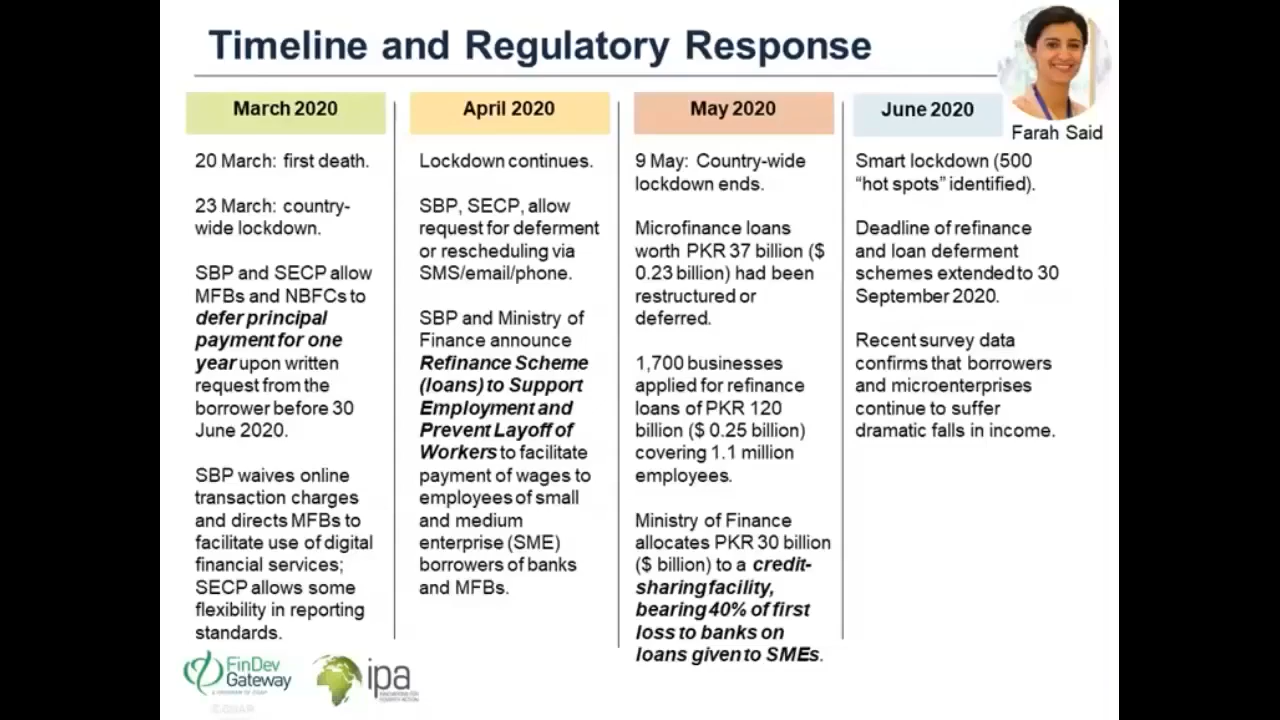 Timeline and Regulatory Response
Farah Said
March 2020
20 March: first death.
23 March: country-
wide lockdown.
SBP and SECP allow
MFBs and NBFCs to
defer principal
payment for one
year upon written
request from the
borrower before 30
June 2020.
SBP waives online
transaction charges
and directs MFBs to
facilitate use of digital
financial services;
SECP allows some
flexibility in reporting
standards.
April 2020
Lockdown continues.
SBP, SECP, allow
request for deferment
or rescheduling via
SMS/email/phone.
SBP and Ministry of
Finance announce
Refinance Scheme
(loans) to Support
Employment and
Prevent Layoff of
Workers to facilitate
payment of wages to
employees of small
and medium
enterprise (SME)
borrowers of banks
and MFBs.
May 2020
9 May: Country-wide
lockdown ends.
Microfinance loans
worth PKR 37 billion ($
0.23 billion) had been
restructured or
deferred.
1,700 businesses
applied for refinance
loans of PKR 120
billion ($ 0.25 billion)
covering 1.1 million
employees.
Ministry of Finance
allocates PKR 30 billion
($ billion) to a credit-
sharing facility,
bearing 40% of first
loss to banks on
loans given to SMEs.
June 2020
Smart lockdown (500
“hot spots” identified).
Deadline of refinance
and loan deferment
schemes extended to 30
September 2020.
Recent survey data
confirms that borrowers
and microenterprises
continue to suffer
dramatic falls in income.
FinDev
Gateway
ipa